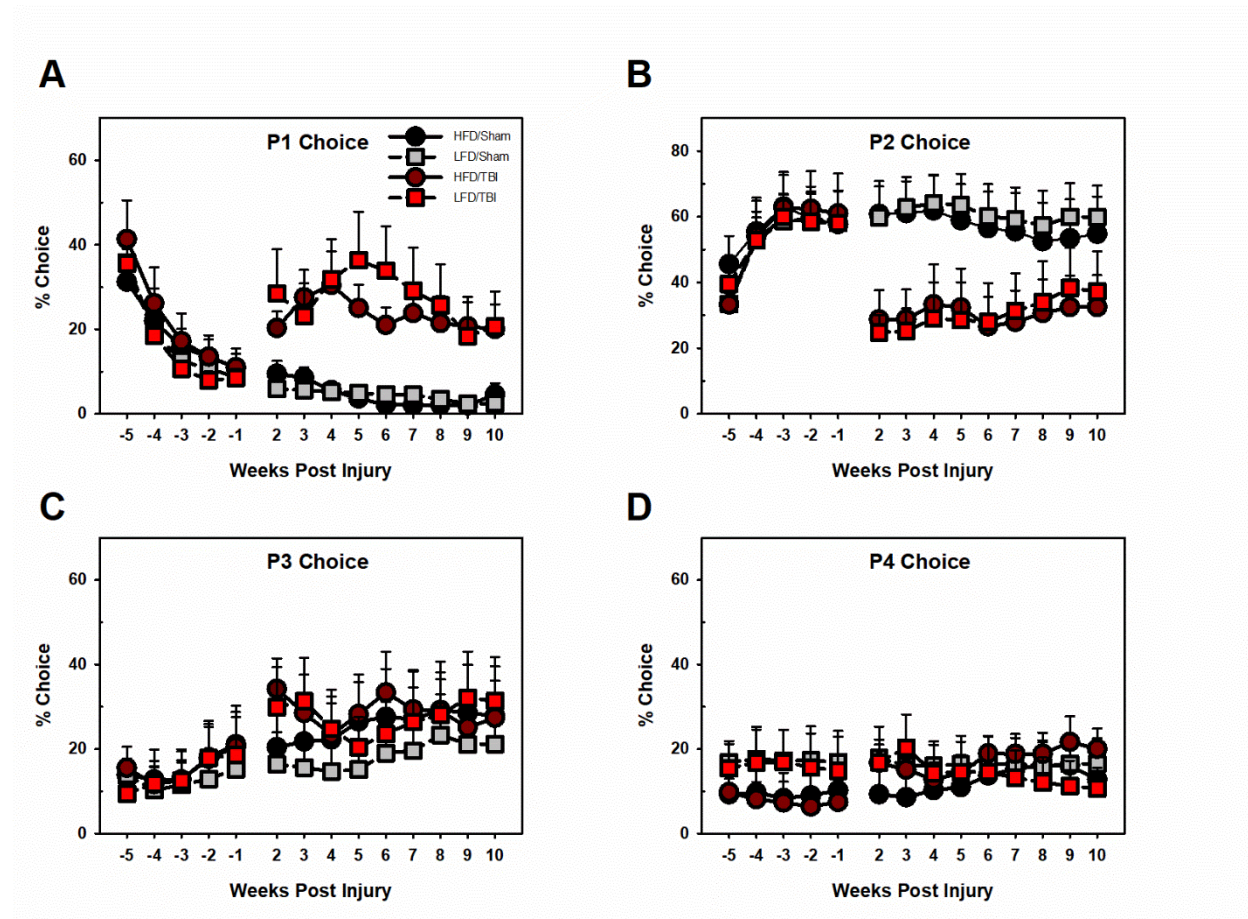 A
P1 Choice
HFD/Sham
LFD/Sham
HFD/TBI
LFD/TBI
% Choice
60
40
20
0
-5 -4 -3 -2 -1 2 3 4 5 6 7 8 9 10
Weeks Post Injury
B
P2 Choice
% Choice
80
60
40
20
0
-5 -4 -3 -2 -1 2 3 4 5 6 7 8 9 10
Weeks Post Injury
C
P3 Choice
% Choice
60
40
20
0
-5 -4 -3 -2 -1 2 3 4 5 6 7 8 9 10
Weeks Post Injury
D
P4 Choice
% Choice
60
40
20
0
-5 -4 -3 -2 -1 2 3 4 5 6 7 8 9 10
Weeks Post Injury